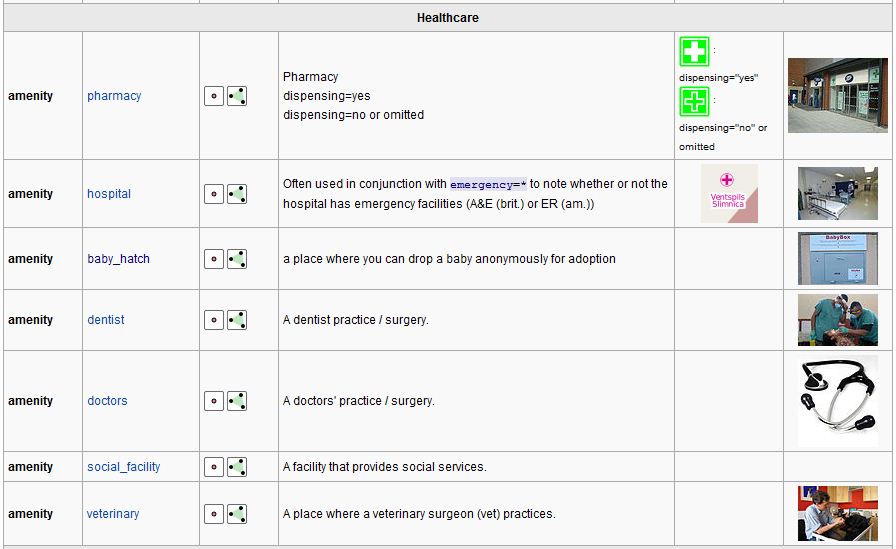 Healthcare
amenity
pharmacy
Pharmacy
dispensing=yes
dispensing=no or omitted
:
dispensing="yes"
:
dispensing="no" or
omitted
amenity
hospital
Often used in conjunction with emergency=* to note whether or not the
hospital has emergency facilities (A&E (brit.) or ER (am.))
Ventspils
Slimnica
amenity
baby_hatch
a place where you can drop a baby anonymously for adoption
BabyBox
amenity
dentist
A dentist practice / surgery.
amenity
doctors
A doctors' practice / surgery.
amenity
social_facility
A facility that provides social services.
amenity
veterinary
A place where a veterinary surgeon (vet) practices.